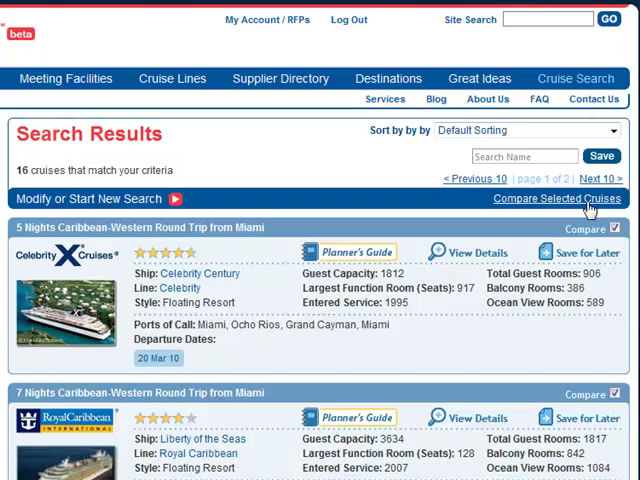 My Account / RFPs Log Out Site Search GO
beta
Meeting Facilities Cruise Lines Supplier Directory Destinations Great Ideas Cruise Search
Services Blog About Us FAQ Contact Us
Search Results
Sort by by by Default Sorting
Search Name Save
16 cruises that match your criteria
< Previous 10 | page 1 of 2 | Next 10 >
Modify or Start New Search Compare Selected Cruises
5 Nights Caribbean-Western Round Trip from Miami Compare
Celebrity X Cruises® Planner's Guide View Details Save for Later
Ship: Celebrity Century Guest Capacity: 1812 Total Guest Rooms: 906
Line: Celebrity Largest Function Room (Seats): 917 Balcony Rooms: 386
Style: Floating Resort Entered Service: 1995 Ocean View Rooms: 589
Ports of Call: Miami, Ocho Rios, Grand Cayman, Miami
Departure Dates:
20 Mar 10
7 Nights Caribbean-Western Round Trip from Miami Compare
RoyalCaribbean INTERNATIONAL Planner's Guide View Details Save for Later
Ship: Liberty of the Seas Guest Capacity: 3634 Total Guest Rooms: 1817
Line: Royal Caribbean Largest Function Room (Seats): 128 Balcony Rooms: 842
Style: Floating Resort Entered Service: 2007 Ocean View Rooms: 1084